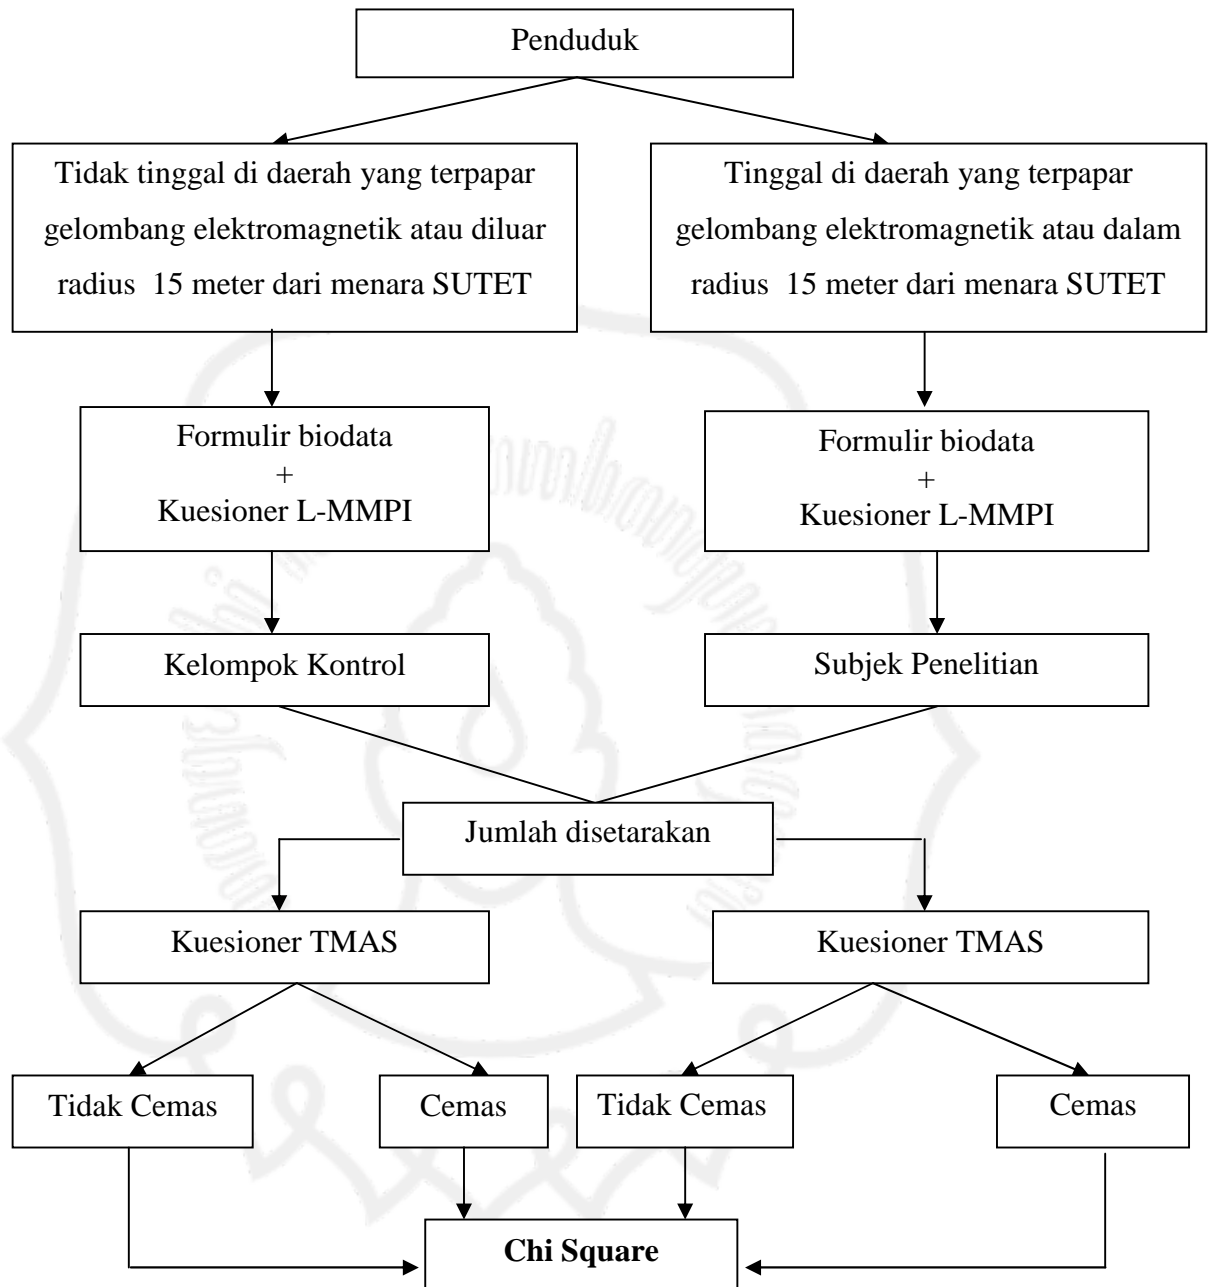 Penduduk
Tidak tinggal di daerah yang terpapar
gelombang elektromagnetik atau diluar
radius 15 meter dari menara SUTET
Tinggal di daerah yang terpapar
gelombang elektromagnetik atau dalam
radius 15 meter dari menara SUTET
Formulir biodata
+
Kuesioner L-MMPI
Formulir biodata
+
Kuesioner L-MMPI
Kelompok Kontrol
Subjek Penelitian
Jumlah disetarakan
Kuesioner TMAS
Kuesioner TMAS
Tidak Cemas
Cemas
Tidak Cemas
Cemas
Chi Square